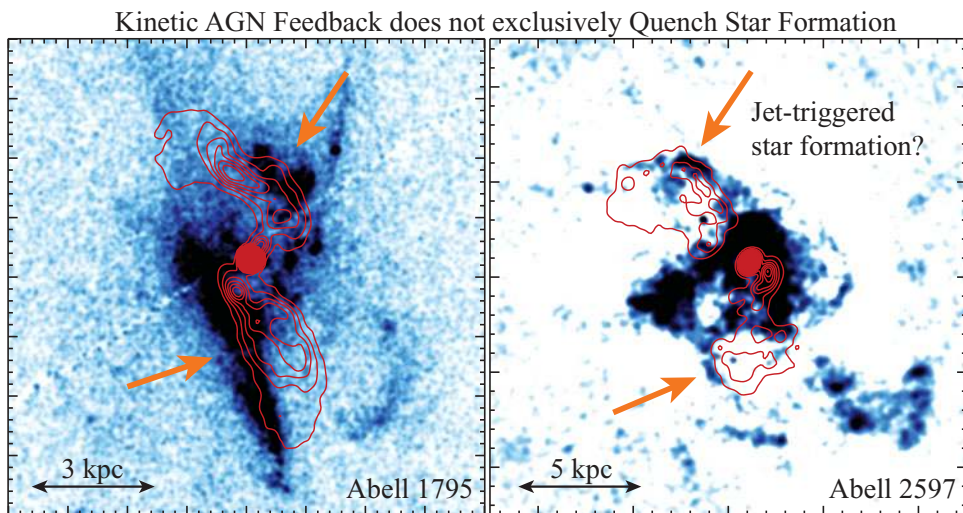 Kinetic AGN Feedback does not exclusively Quench Star Formation
Jet-triggered
star formation?
3 kpc
Abell 1795
5 kpc
Abell 2597